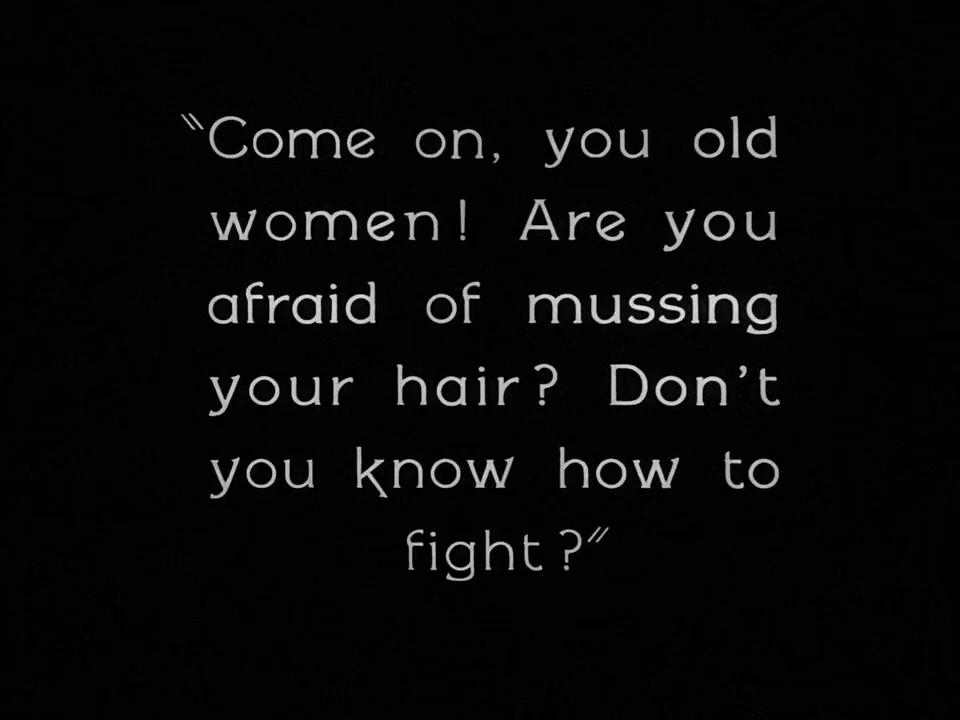 "Come on, you old
women! Are you
afraid of mussing
your hair? Don't
you know how to
fight?"